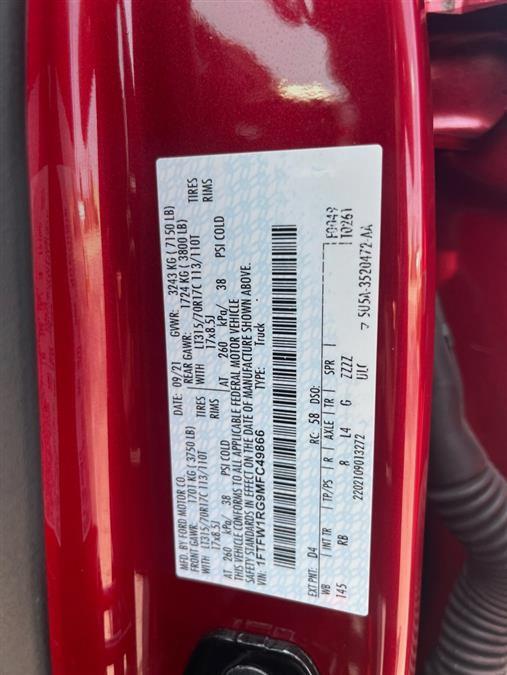 MFD. BY FORD MOTOR CO.
DATE: 09/21 GVWR: 3243 KG ( 7150 LB)
FRONT GAWR: 1701 KG ( 3750 LB) REAR GAWR: 1724 KG ( 3800 LB)
WITH LT315/70R17C 113/110T TIRES WITH LT315/70R17C 113/110T TIRES
17x8.5J RIMS 17x8.5J RIMS
AT 260 kPa/ 38 PSI COLD AT 260 kPa/ 38 PSI COLD
THIS VEHICLE CONFORMS TO ALL APPLICABLE FEDERAL MOTOR VEHICLE
SAFETY STANDARDS IN EFFECT ON THE DATE OF MANUFACTURE SHOWN ABOVE.
VIN: 1FTFW1RG9MFC49866 TYPE: Truck
F0049
T0261
EXT PNT: D4 RC: 58 DSO:
WB INT TR TP/PS R AXLE TR SPR
145 RB 8 L4 G ZZZZ
2202109013272 ULC
5U5A-3520472-AA